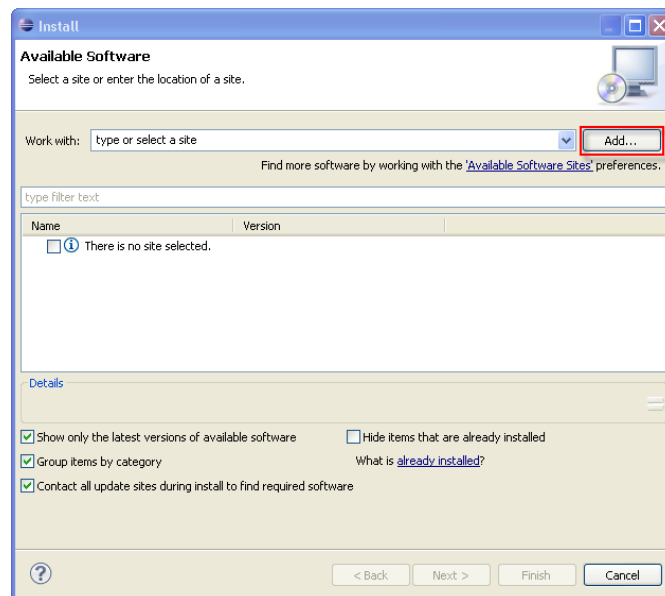 Install
Available Software
Select a site or enter the location of a site.
Work with: type or select a site Add...
Find more software by working with the 'Available Software Sites' preferences.
type filter text
Name Version
There is no site selected.
Details
Show only the latest versions of available software Hide items that are already installed
Group items by category What is already installed?
Contact all update sites during install to find required software
< Back Next > Finish Cancel